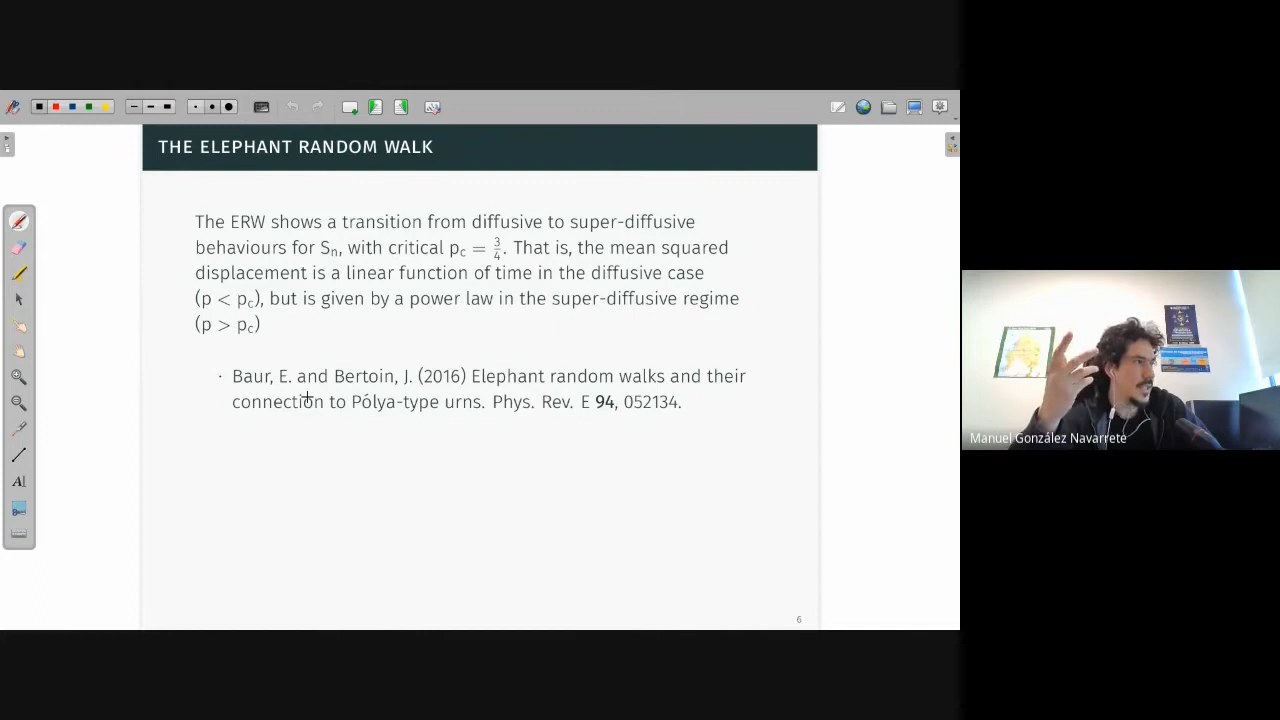 THE ELEPHANT RANDOM WALK
The ERW shows a transition from diffusive to super-diffusive
behaviours for Sₙ, with critical p_c = 3/4. That is, the mean squared
displacement is a linear function of time in the diffusive case
(p < p_c), but is given by a power law in the super-diffusive regime
(p > p_c)
· Baur, E. and Bertoin, J. (2016) Elephant random walks and their
connection to Pólya-type urns. Phys. Rev. E 94, 052134.
6
Manuel González Navarrete